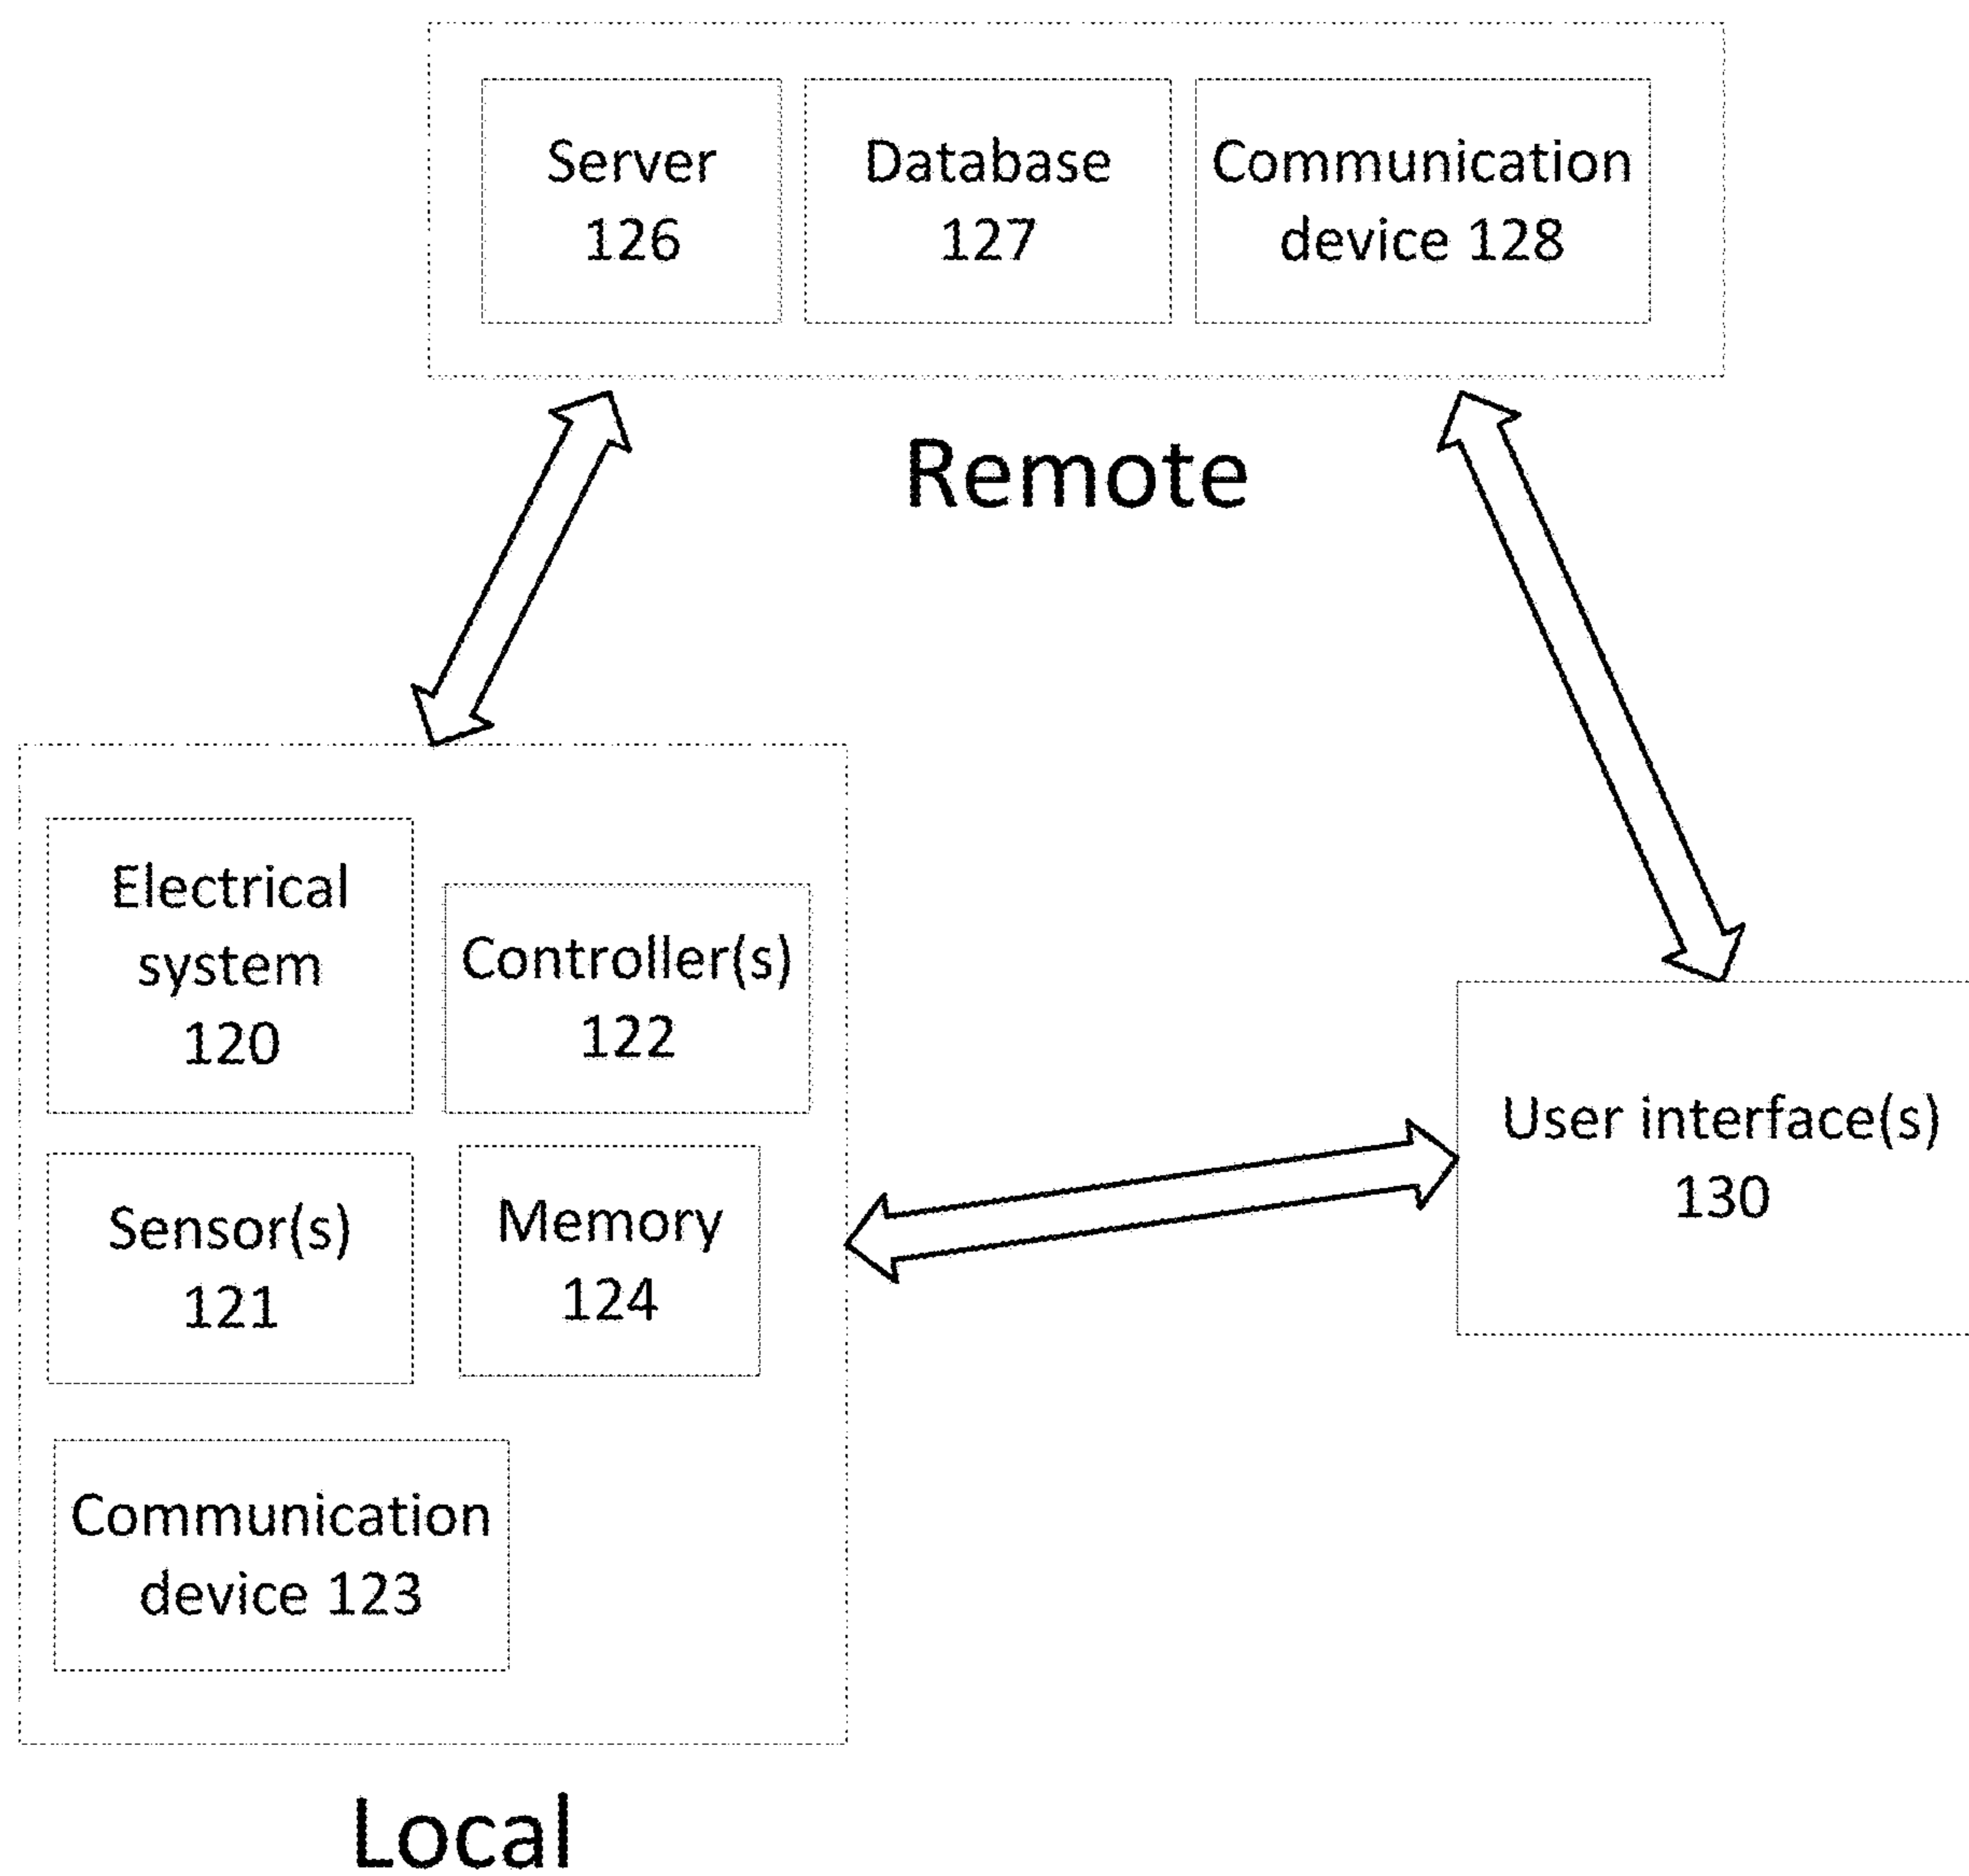 Server
126
Database
127
Communication
device 128
Remote
Electrical
system
120
Controller(s)
122
Sensor(s)
121
Memory
124
Communication
device 123
User interface(s)
130
Local